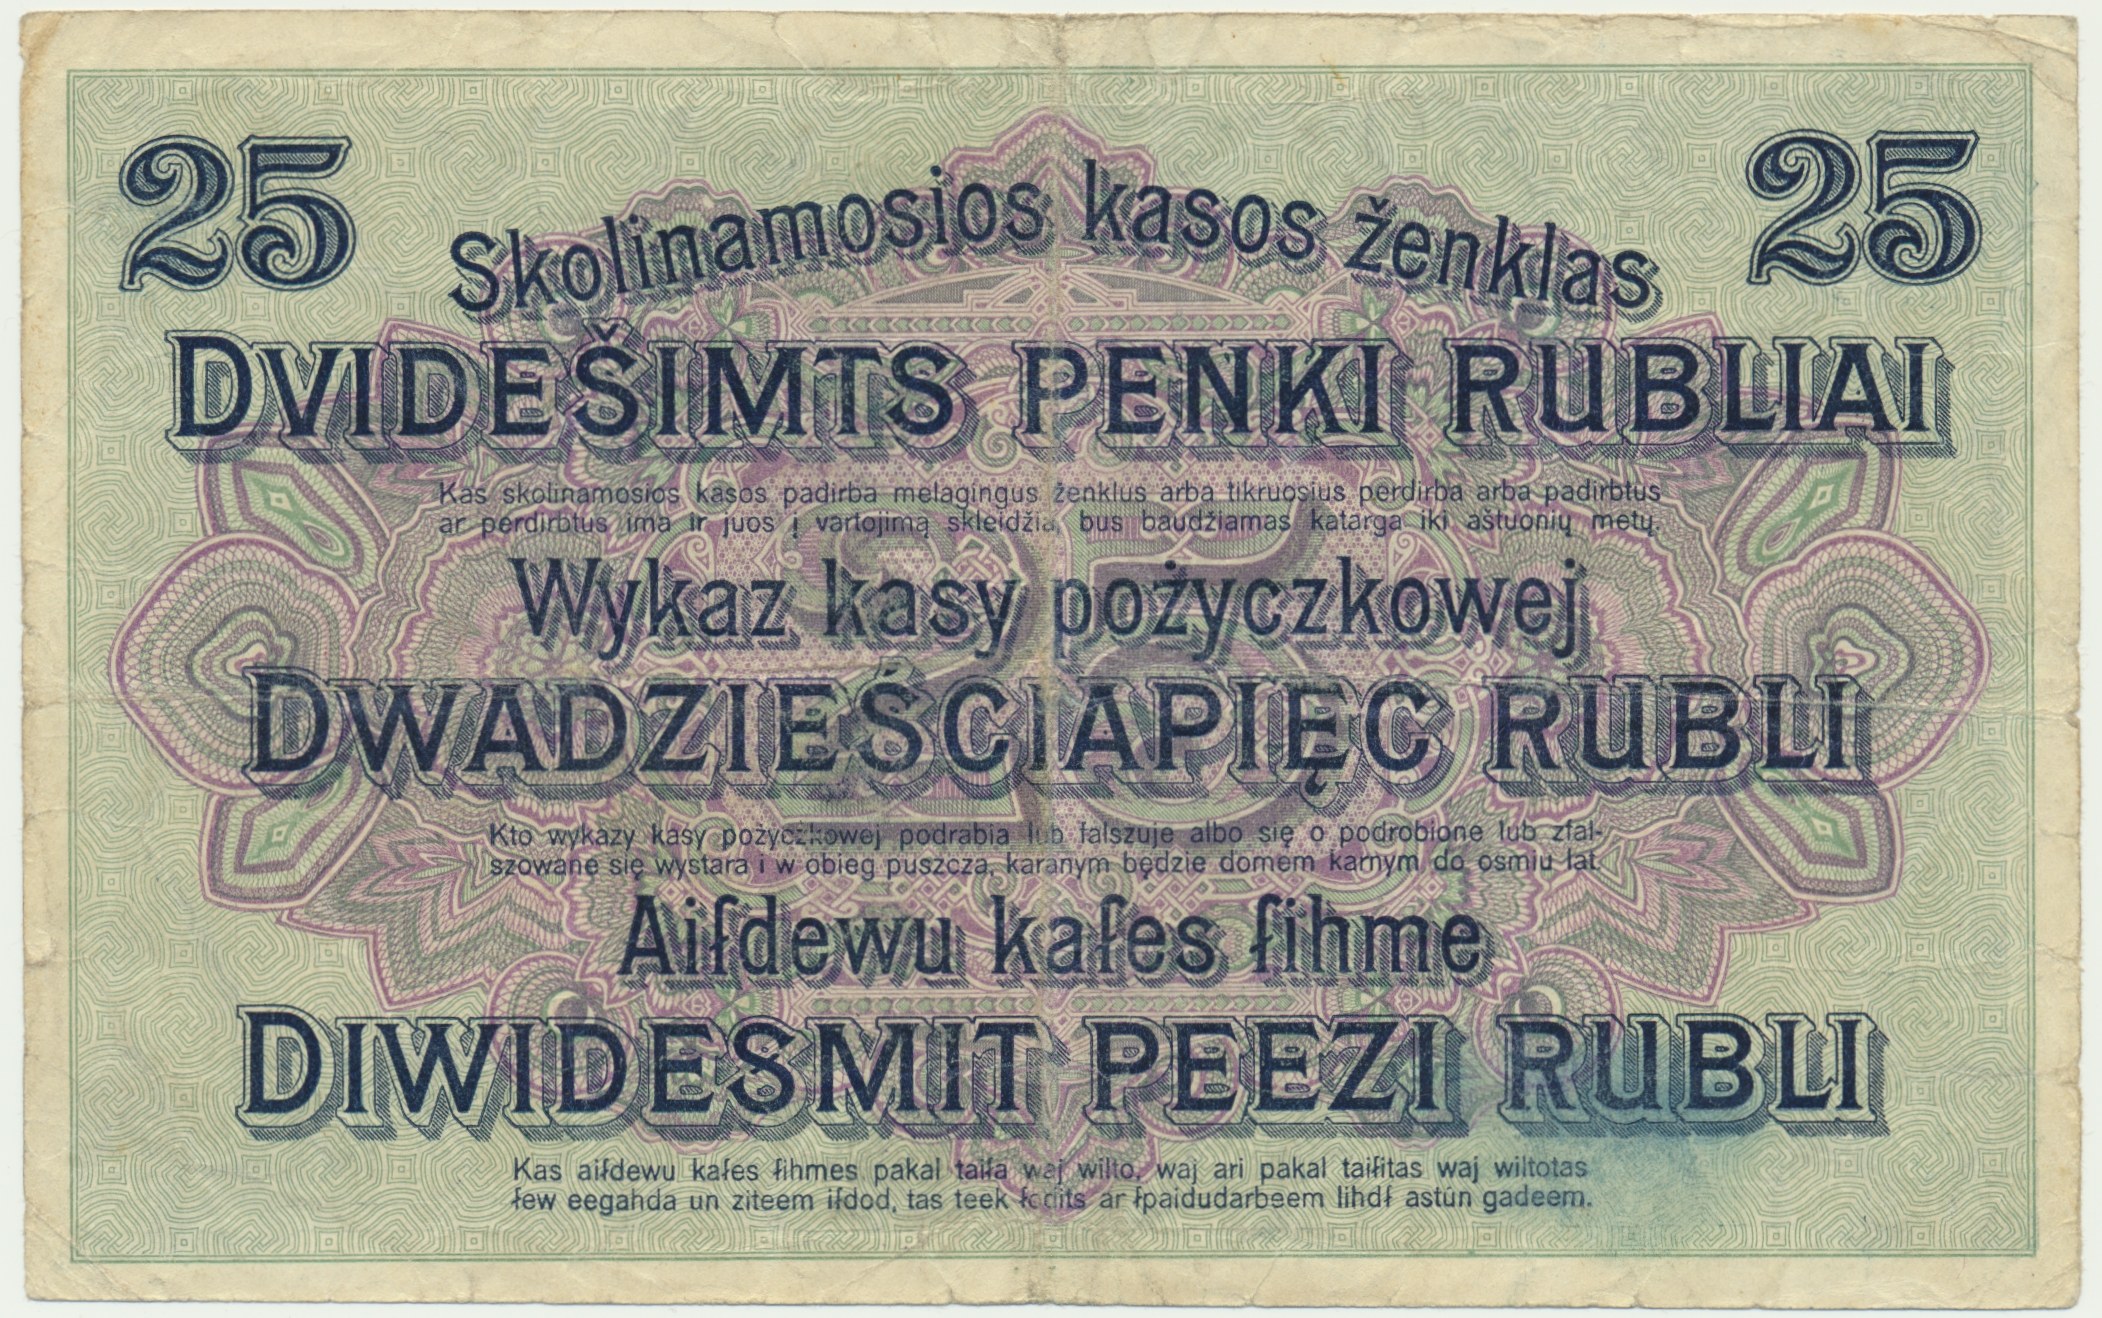 25 25
Skolinamosios kasos ženklas
DVIDEŠIMTS PENKI RUBLIAI
Kas skolinamosios kasos padirba melagingus ženklus arba tikruosius perdirba arba padirbtus
ar perdirbtus ima ir juos į vartojimą skleidžia, bus baudžiamas katarga iki aštuonių metų.
Wykaz kasy pożyczkowej
DWADZIEŚCIAPIĘC RUBLI
Kto wykazy kasy pożyczkowej podrabia lub falszuje albo się o podrobione lub zfal-
szowane się wystara i w obieg puszcza, karanym będzie domem karnym do osmiu lat.
Aiſdewu kaſes ſihme
DIWIDESMIT PEEZI RUBLI
Kas aiſdewu kaſes ſihmes pakal taiſa waj wilto, waj ari pakal taiſitas waj wiltotas
ſew eegahda un ziteem iſdod, tas teek ſodits ar ſpaidudarbeem lihdſ astún gadeem.